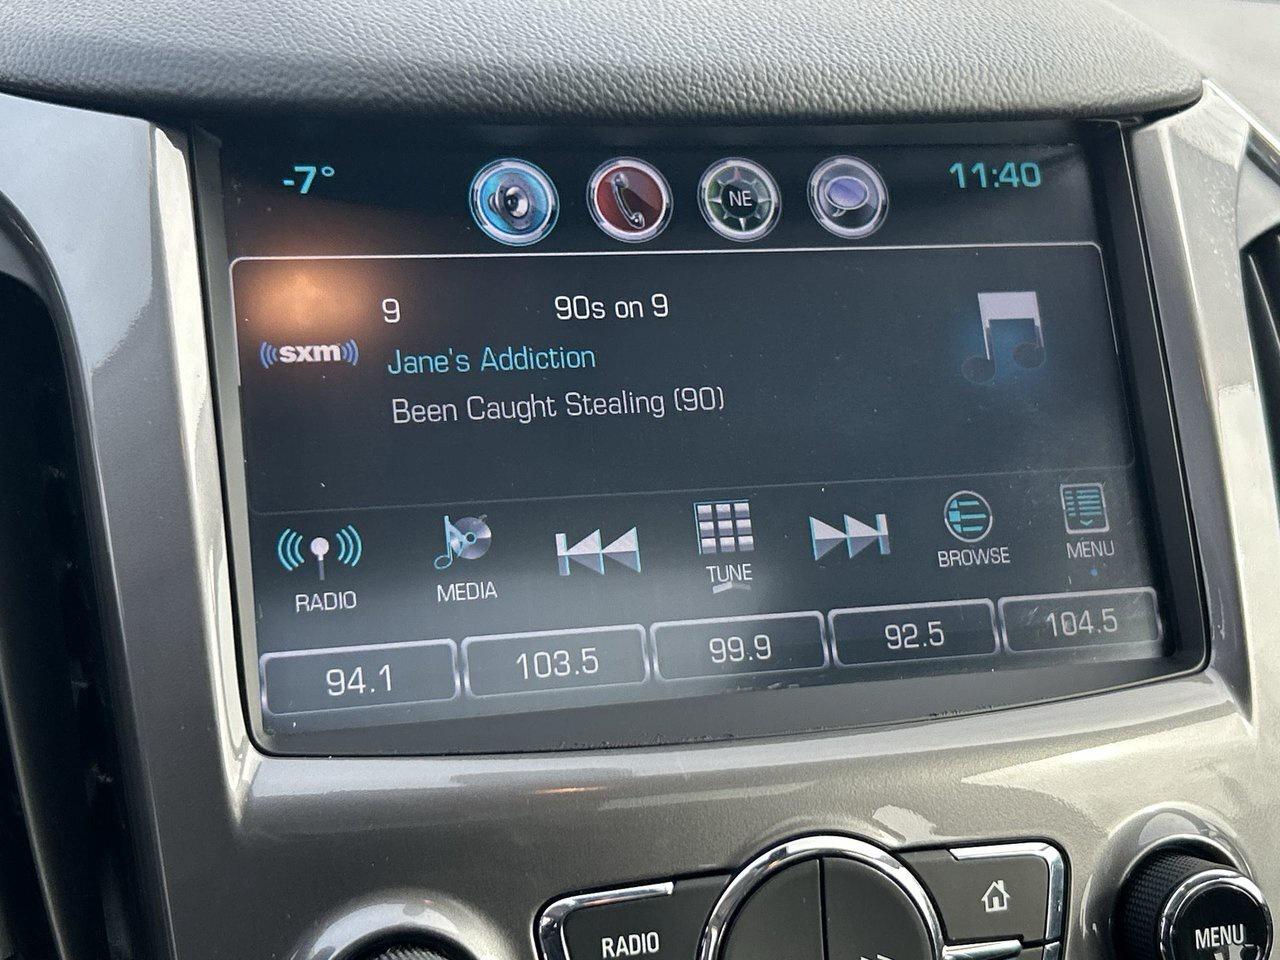 -7°
NE
11:40
9 90s on 9
((sxm))
Jane's Addiction
Been Caught Stealing (90)
RADIO
MEDIA
TUNE
BROWSE
MENU
94.1
103.5
99.9
92.5
104.5
RADIO
MENU